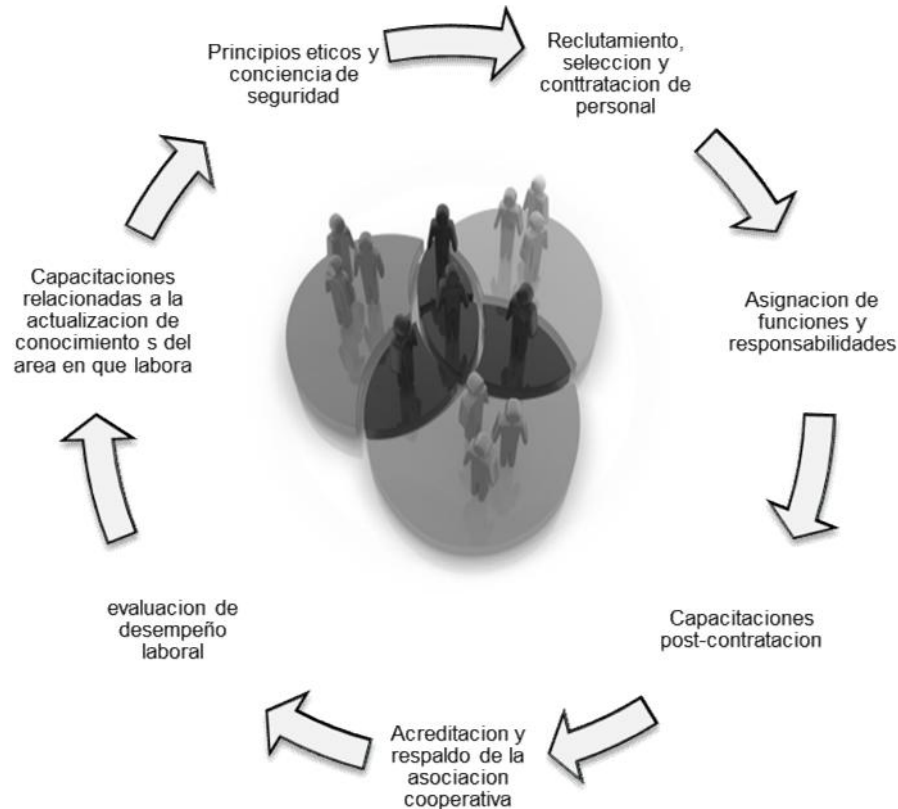 Principios eticos y
conciencia de
seguridad
Reclutamiento,
seleccion y
conttratacion de
personal
Asignacion de
funciones y
responsabilidades
Capacitaciones
post-contratacion
Acreditacion y
respaldo de la
asociacion
cooperativa
evaluacion de
desempeño
laboral
Capacitaciones
relacionadas a la
actualizacion de
conocimiento s del
area en que labora